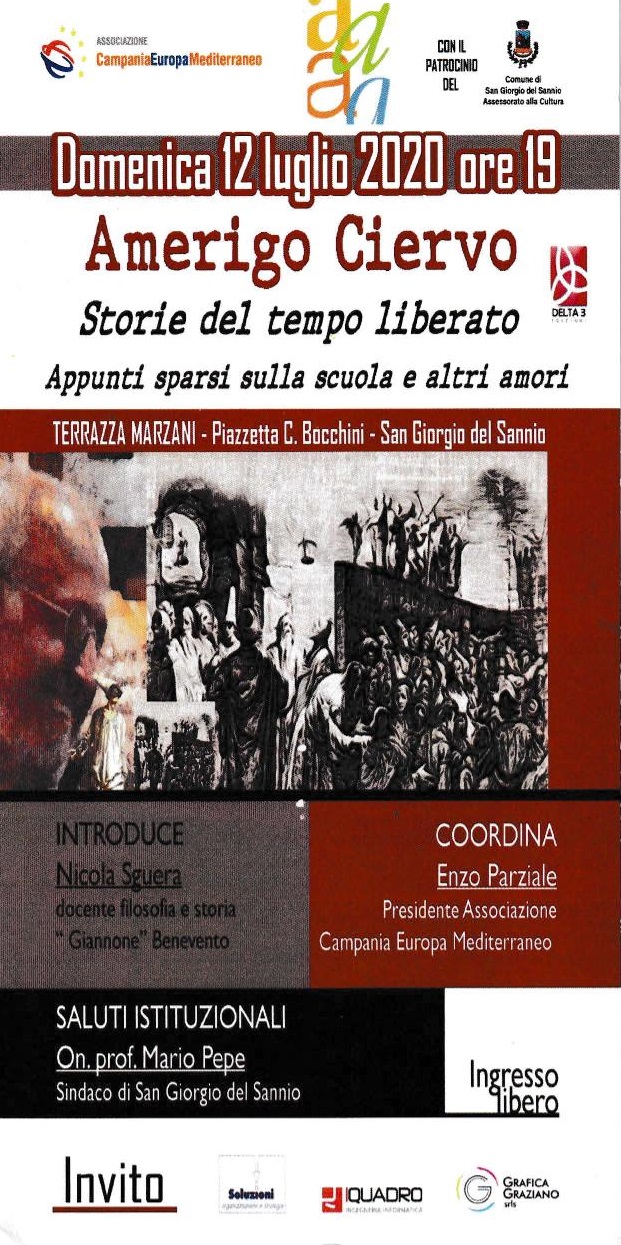 ASSOCIAZIONE
CampaniaEuropaMediterraneo
CON IL
PATROCINIO
DEL
Comune di
San Giorgio del Sannio
Assessorato alla Cultura
Domenica 12 luglio 2020 ore 19
Amerigo Ciervo
DELTA 3
EDIZIONI
Storie del tempo liberato
Appunti sparsi sulla scuola e altri amori
TERRAZZA MARZANI - Piazzetta C. Bocchini - San Giorgio del Sannio
INTRODUCE
Nicola Sguera
docente filosofia e storia
“ Giannone” Benevento
COORDINA
Enzo Parziale
Presidente Associazione
Campania Europa Mediterraneo
SALUTI ISTITUZIONALI
On. prof. Mario Pepe
Sindaco di San Giorgio del Sannio
Ingresso
libero
Invito
Soluzioni
IQUADRO
INGEGNERIA INFORMATICA
G
GRAFICA
GRAZIANO
srls